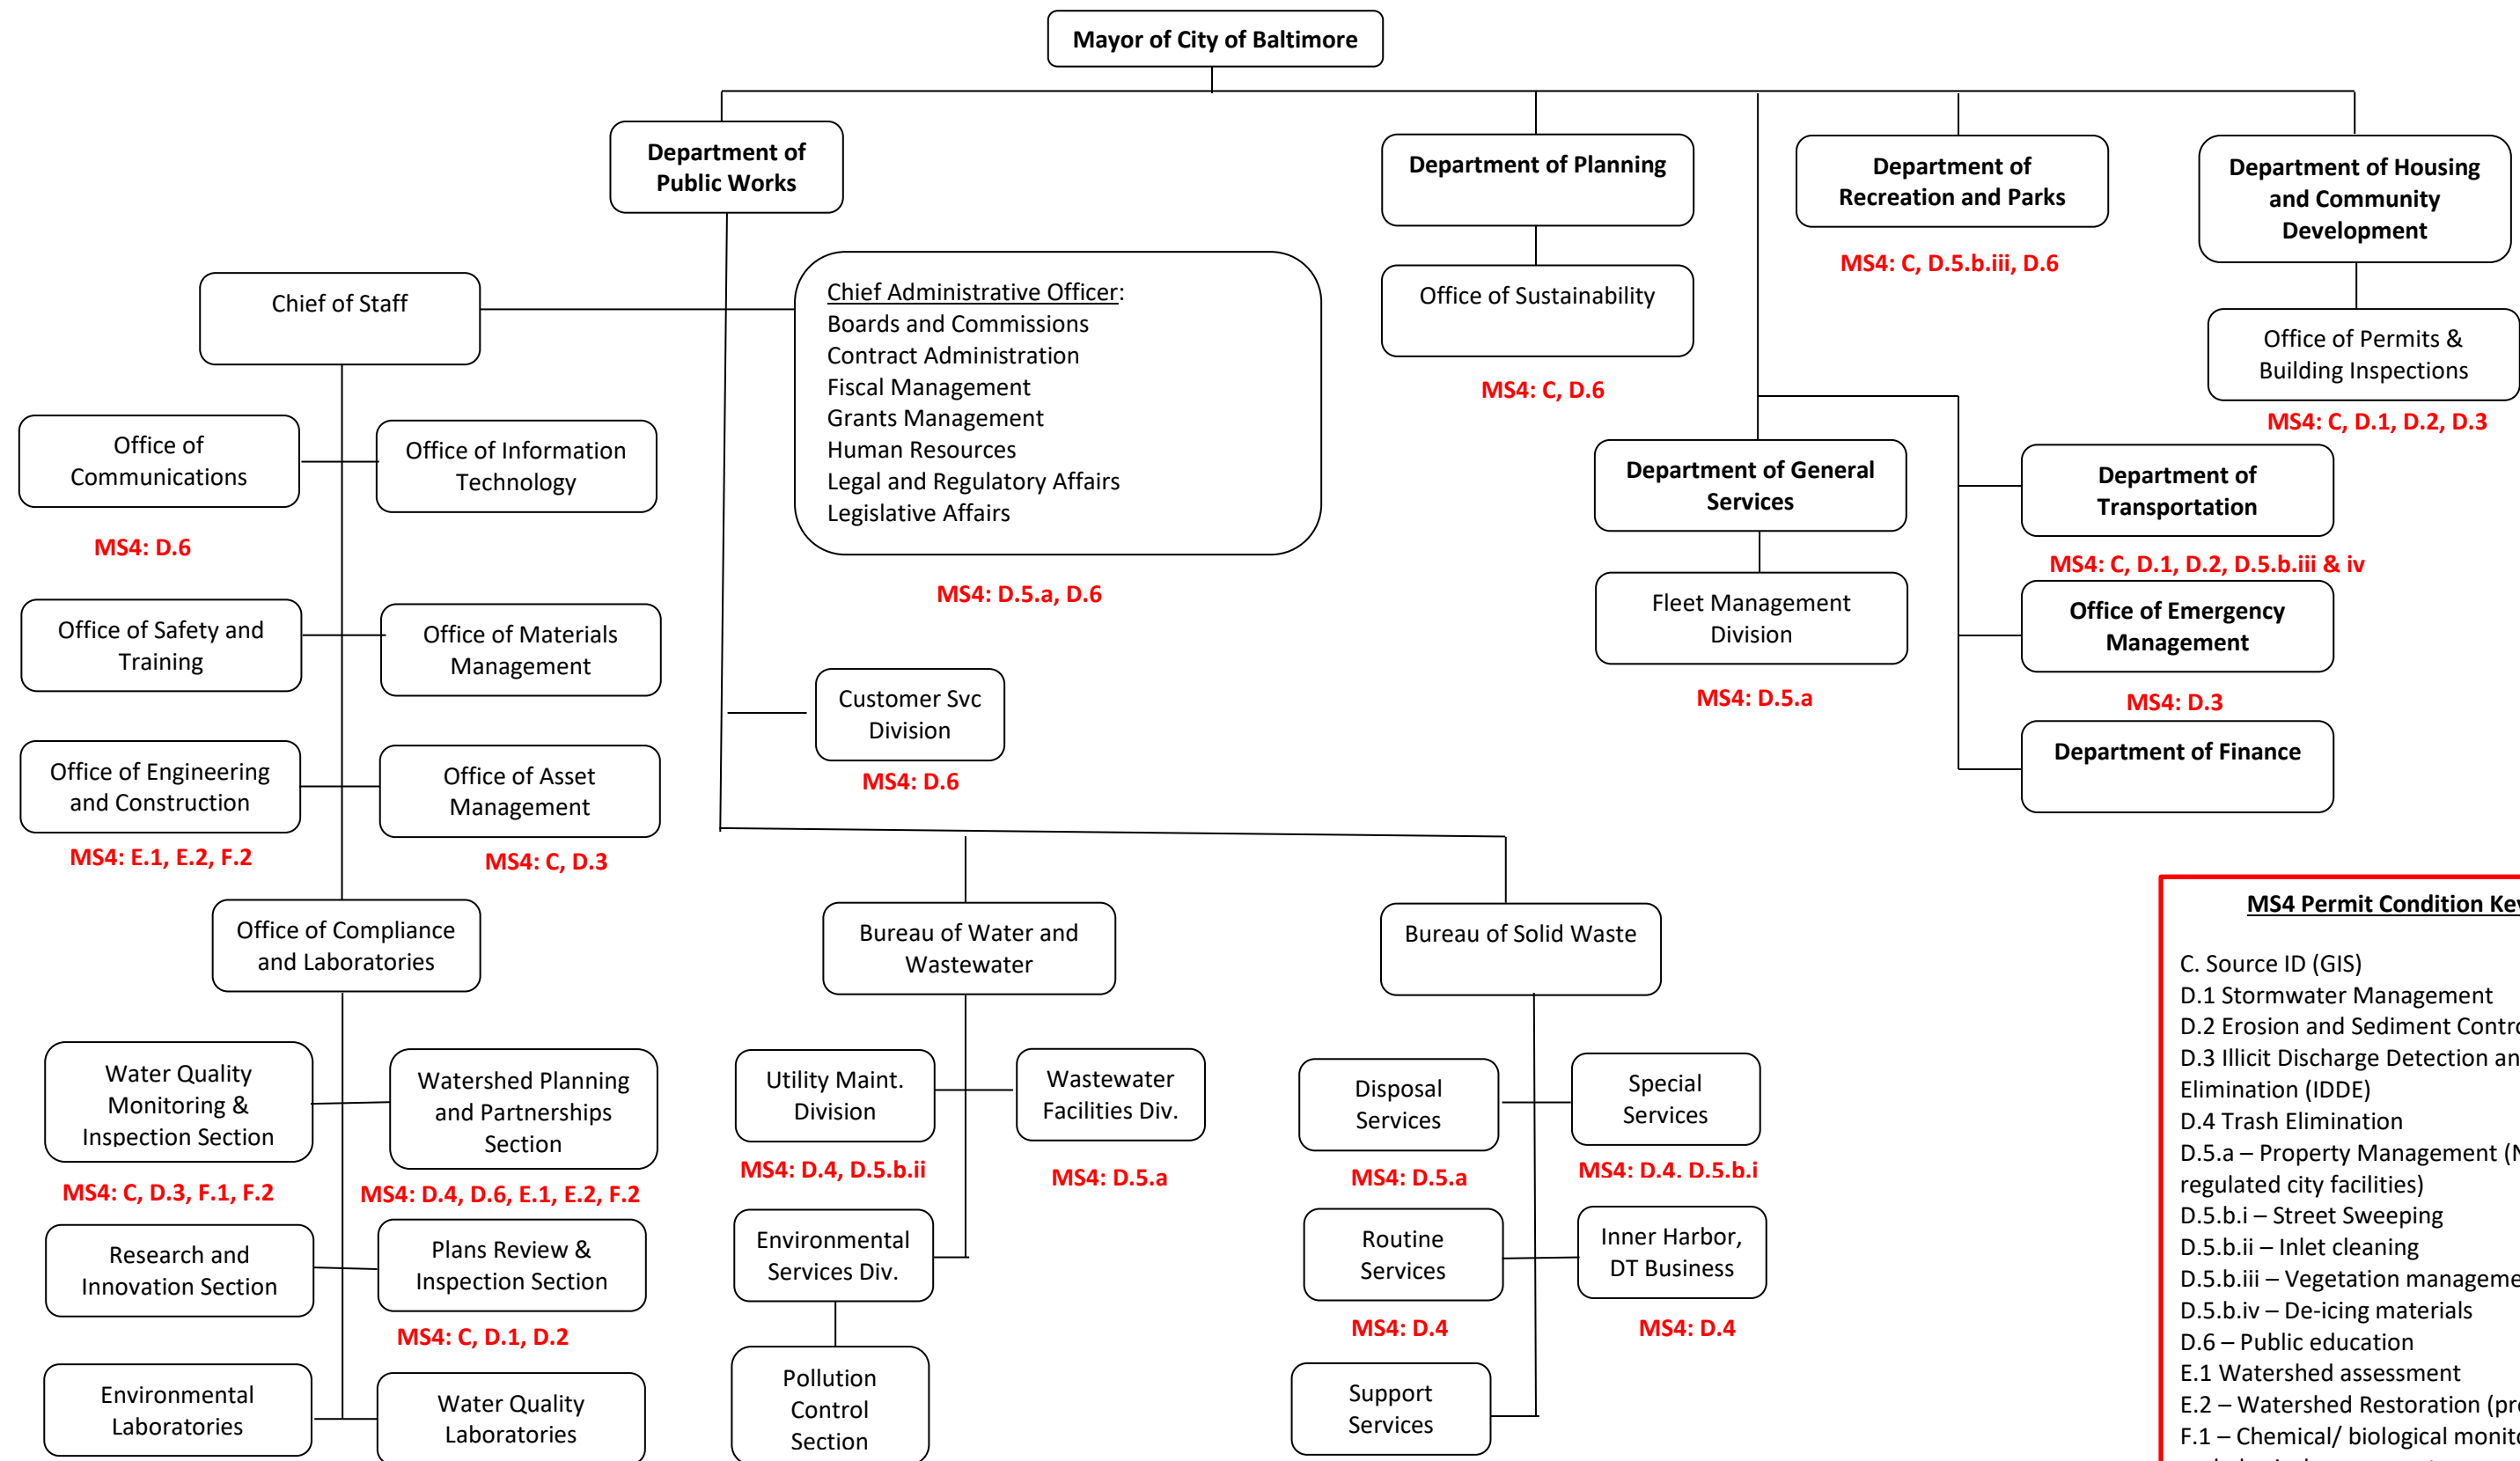 Mayor of City of Baltimore
Department of
Public Works
Department of Planning
Department of
Recreation and Parks
Department of Housing
and Community
Development
MS4: C, D.5.b.iii, D.6
Chief of Staff
Chief Administrative Officer:
Boards and Commissions
Contract Administration
Fiscal Management
Grants Management
Human Resources
Legal and Regulatory Affairs
Legislative Affairs
MS4: D.5.a, D.6
Office of Sustainability
MS4: C, D.6
Office of Permits &
Building Inspections
MS4: C, D.1, D.2, D.3
Office of
Communications
MS4: D.6
Office of Information
Technology
Department of General
Services
Department of
Transportation
MS4: C, D.1, D.2, D.5.b.iii & iv
Fleet Management
Division
MS4: D.5.a
Office of Emergency
Management
MS4: D.3
Department of Finance
Office of Safety and
Training
Office of Materials
Management
Customer Svc
Division
MS4: D.6
Office of Engineering
and Construction
MS4: E.1, E.2, F.2
Office of Asset
Management
MS4: C, D.3
Office of Compliance
and Laboratories
Bureau of Water and
Wastewater
Bureau of Solid Waste
Water Quality
Monitoring &
Inspection Section
MS4: C, D.3, F.1, F.2
Watershed Planning
and Partnerships
Section
MS4: D.4, D.6, E.1, E.2, F.2
Utility Maint.
Division
MS4: D.4, D.5.b.ii
Wastewater
Facilities Div.
MS4: D.5.a
Disposal
Services
MS4: D.5.a
Special
Services
MS4: D.4. D.5.b.i
Research and
Innovation Section
Plans Review &
Inspection Section
MS4: C, D.1, D.2
Environmental
Services Div.
Routine
Services
MS4: D.4
Inner Harbor,
DT Business
MS4: D.4
Environmental
Laboratories
Water Quality
Laboratories
Pollution
Control
Section
Support
Services
MS4 Permit Condition
C. Source ID (GIS)
D.1 Stormwater Management
D.2 Erosion and Sediment
D.3 Illicit Discharge Detection
Elimination (IDDE)
D.4 Trash Elimination
D.5.a – Property Management
regulated city facilities)
D.5.b.i – Street Sweeping
D.5.b.ii – Inlet cleaning
D.5.b.iii – Vegetation
D.5.b.iv – De-icing materials
D.6 – Public education
E.1 Watershed assessment
E.2 – Watershed Restoration
F.1 – Chemical/ biological